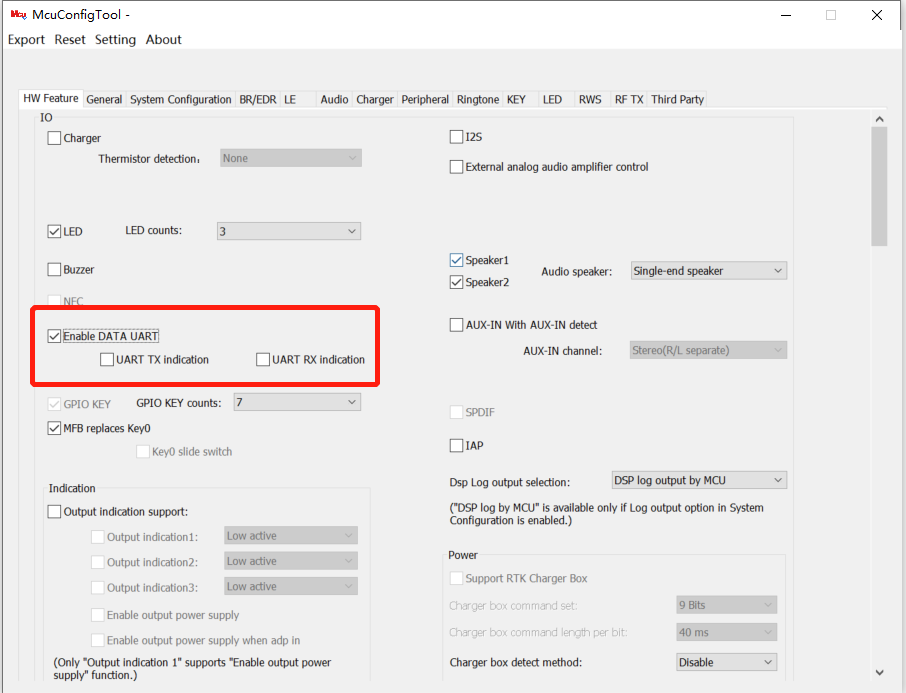 McuConfigTool -
Export Reset Setting About
HW Feature General System Configuration BR/EDR LE Audio Charger Peripheral Ringtone KEY LED RWS RF TX Third Party
IO
Charger
Thermistor detection: None
LED LED counts: 3
Buzzer
NFC
Enable DATA UART
UART TX indication UART RX indication
GPIO KEY GPIO KEY counts: 7
MFB replaces Key0
Key0 slide switch
Indication
Output indication support:
Output indication1: Low active
Output indication2: Low active
Output indication3: Low active
Enable output power supply
Enable output power supply when adp in
(Only "Output indication 1" supports "Enable output power
supply" function.)
I2S
External analog audio amplifier control
Speaker1
Speaker2
Audio speaker: Single-end speaker
AUX-IN With AUX-IN detect
AUX-IN channel: Stereo(R/L separate)
SPDIF
IAP
Dsp Log output selection: DSP log output by MCU
("DSP log by MCU" is available only if Log output option in System
Configuration is enabled.)
Power
Support RTK Charger Box
Charger box command set: 9 Bits
Charger box command length per bit: 40 ms
Charger box detect method: Disable